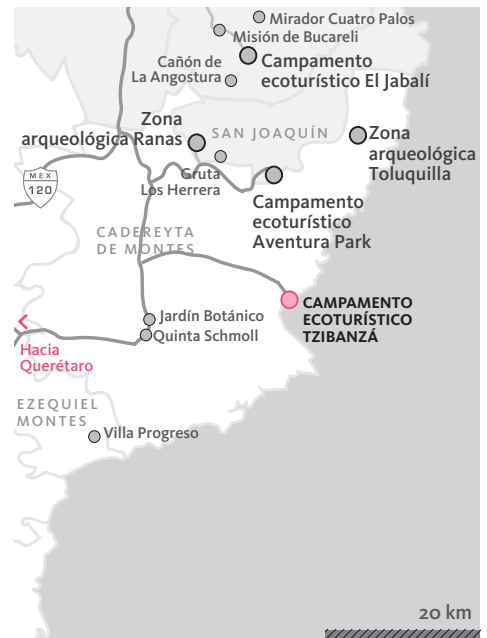 Mirador Cuatro Palos
Misión de Bucareli
Campamento
ecoturístico El Jabalí
Cañón de
La Angostura
Zona
arqueológica Ranas
SAN JOAQUÍN
Zona
arqueológica
Toluquilla
MEX
120
Gruta
Los Herrera
Campamento
ecoturístico
Aventura Park
CADEREYTA
DE MONTES
CAMPAMENTO
ECOTURÍSTICO
TZIBANZÁ
Jardín Botánico
Quinta Schmoll
Hacia
Querétaro
EZEQUIEL
MONTES
Villa Progreso
20 km